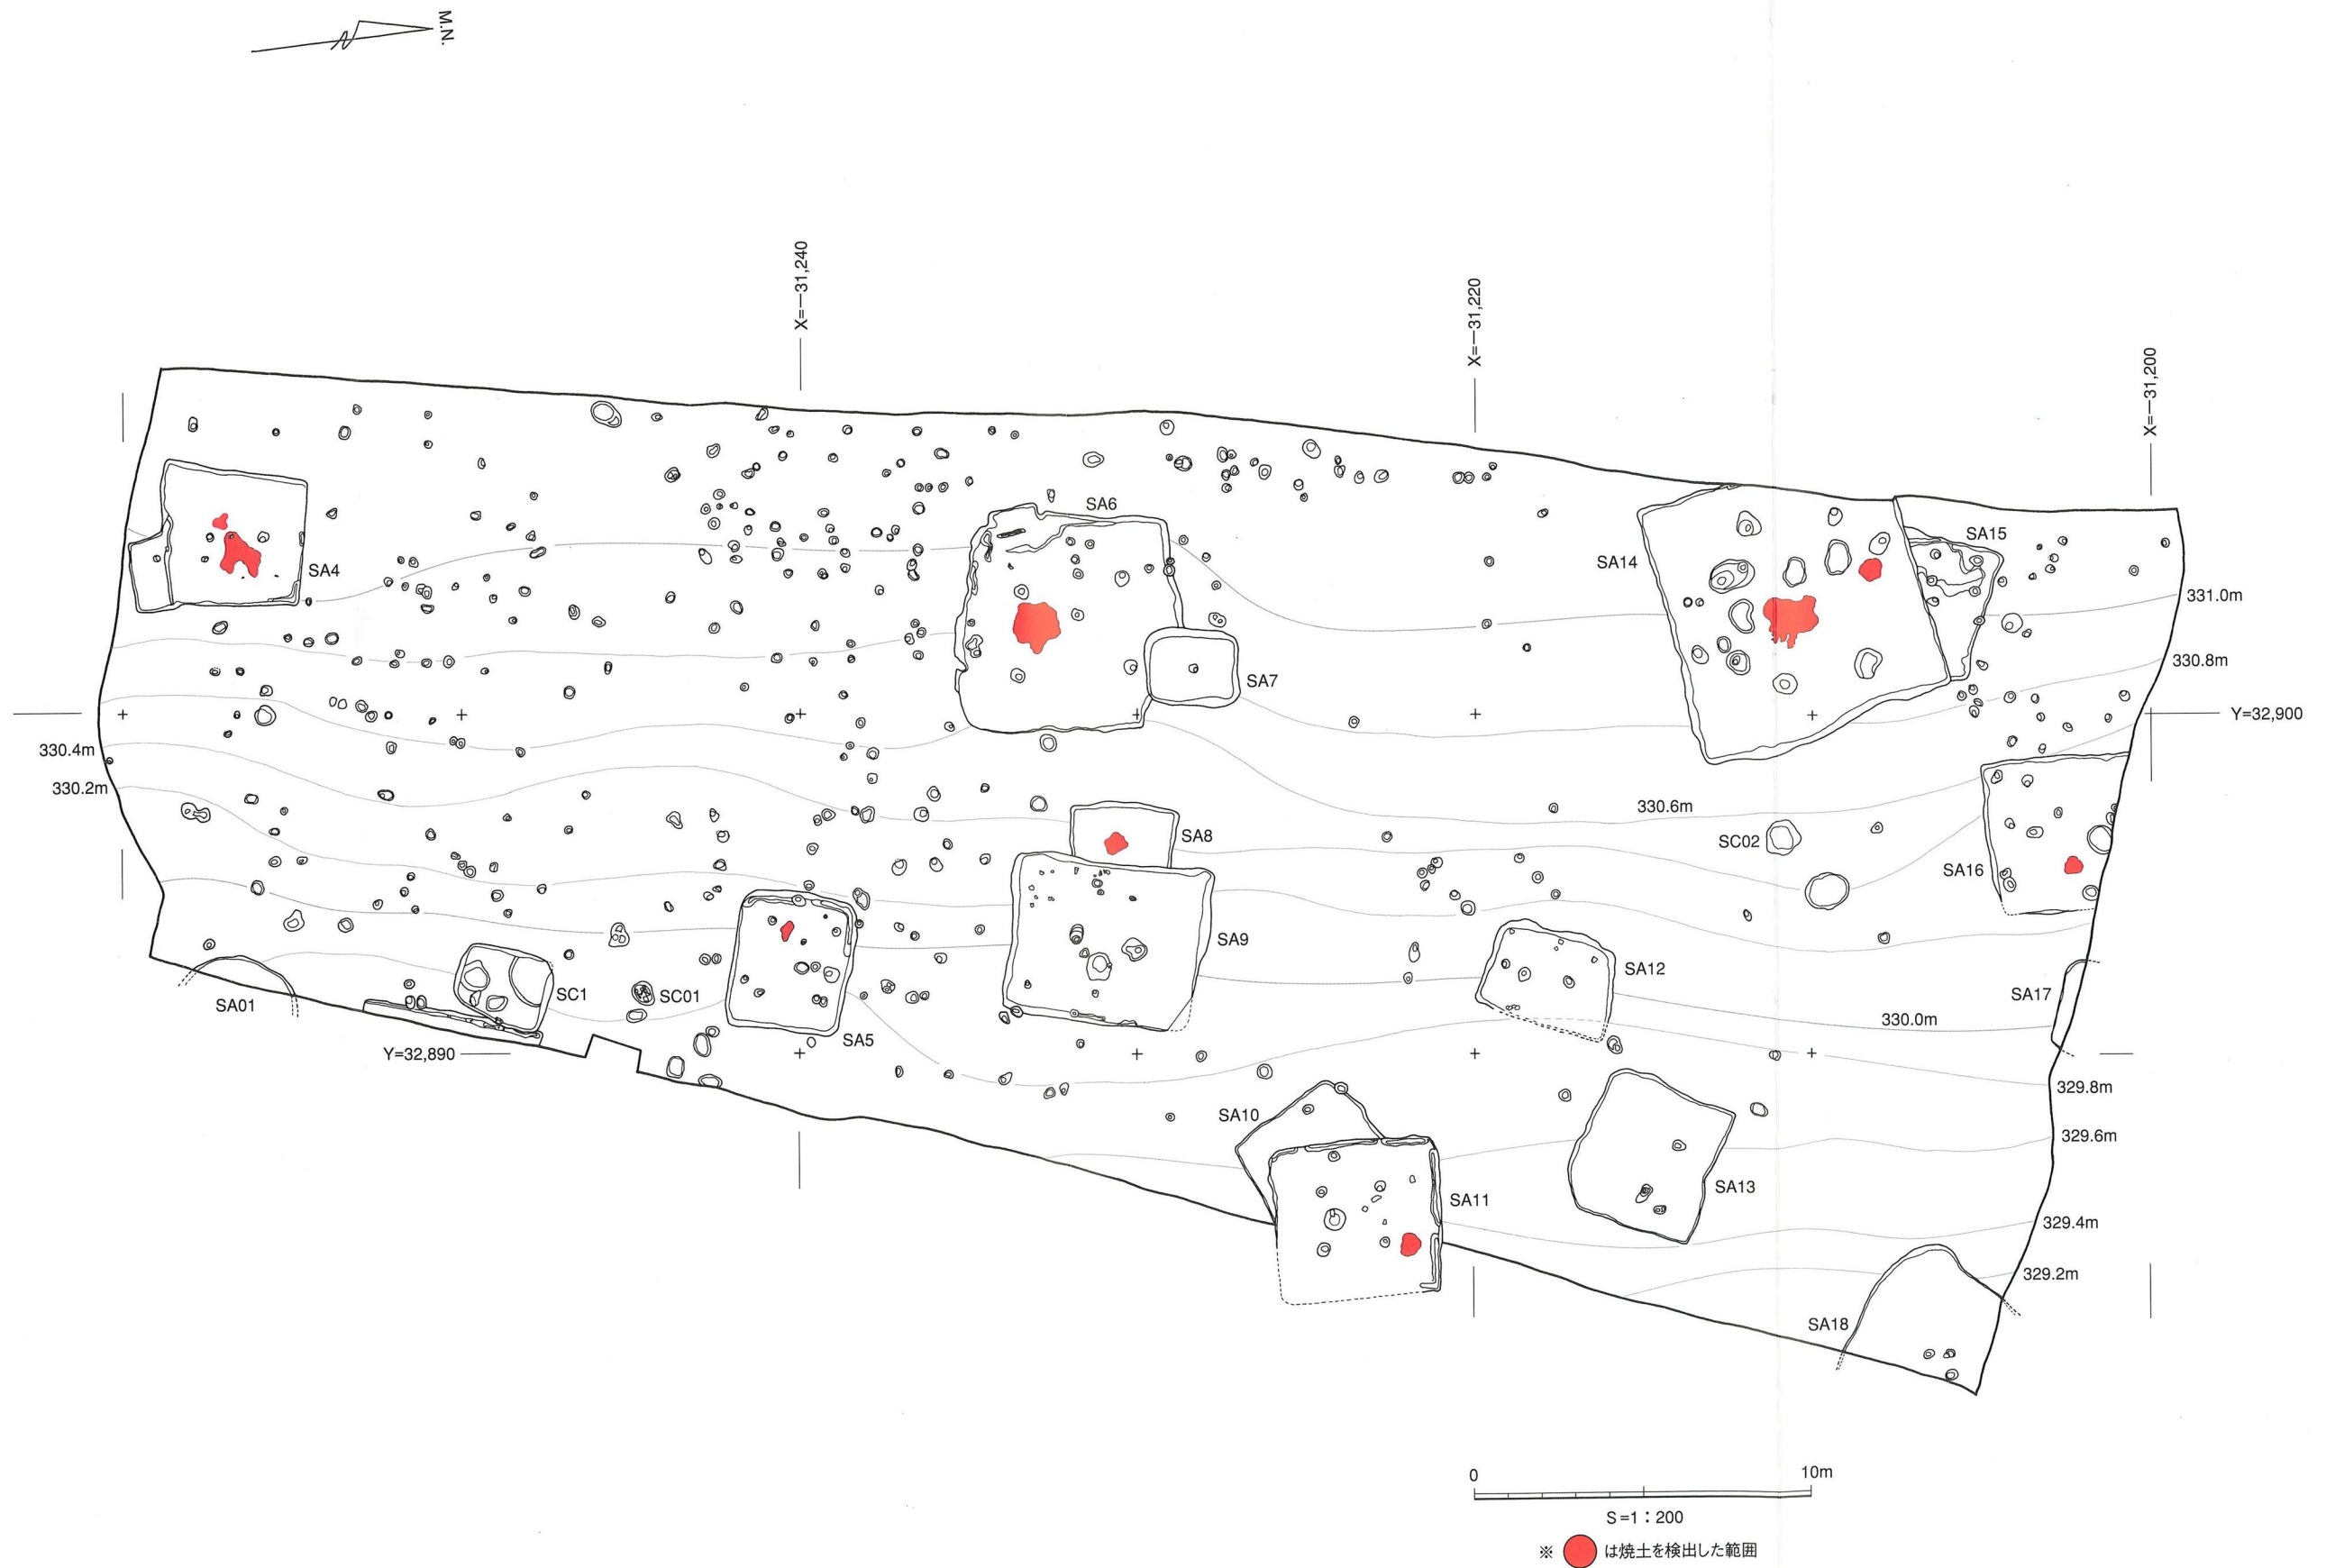 M.N.
X=—31,240
X=—31,220
X=—31,200
SA6
SA15
SA14
SA4
331.0m
330.8m
SA7
Y=32,900
330.4m
330.2m
330.6m
SA8
SC02
SA16
SA9
SA12
SC1
SC01
SA17
SA01
330.0m
SA5
Y=32,890
329.8m
SA10
329.6m
SA13
SA11
329.4m
329.2m
SA18
0 10m
S=1：200
※ は焼土を検出した範囲